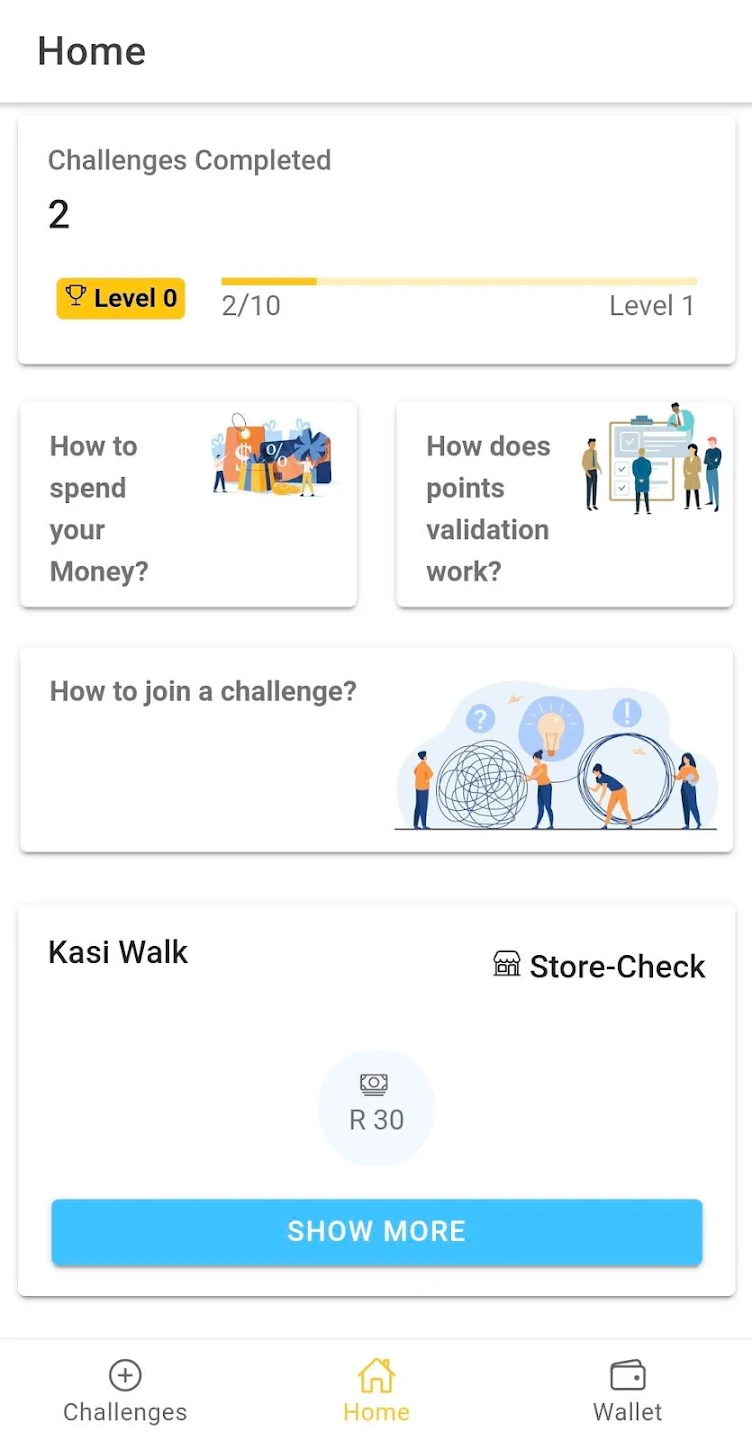 Home
Challenges Completed
2
Level 0
2/10
Level 1
How to
spend
your
Money?
$
%
How does
points
validation
work?
How to join a challenge?
?
!
Kasi Walk
Store-Check
R 30
SHOW MORE
Challenges
Home
Wallet